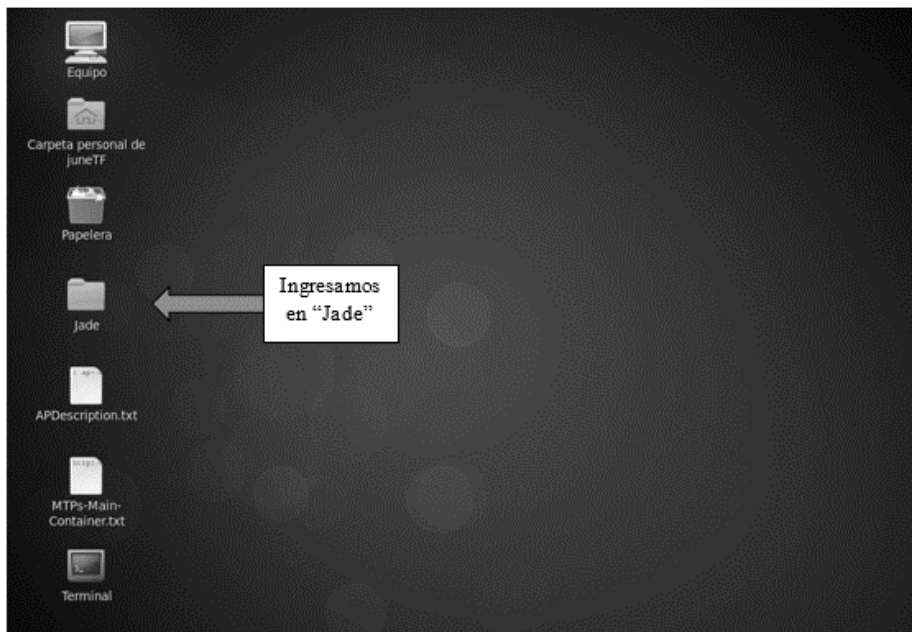 Equipo
Carpeta personal de
juneTF
Papelera
Jade
Ingresamos
en “Jade”
APDescription.txt
MTPs-Main-
Container.txt
Terminal